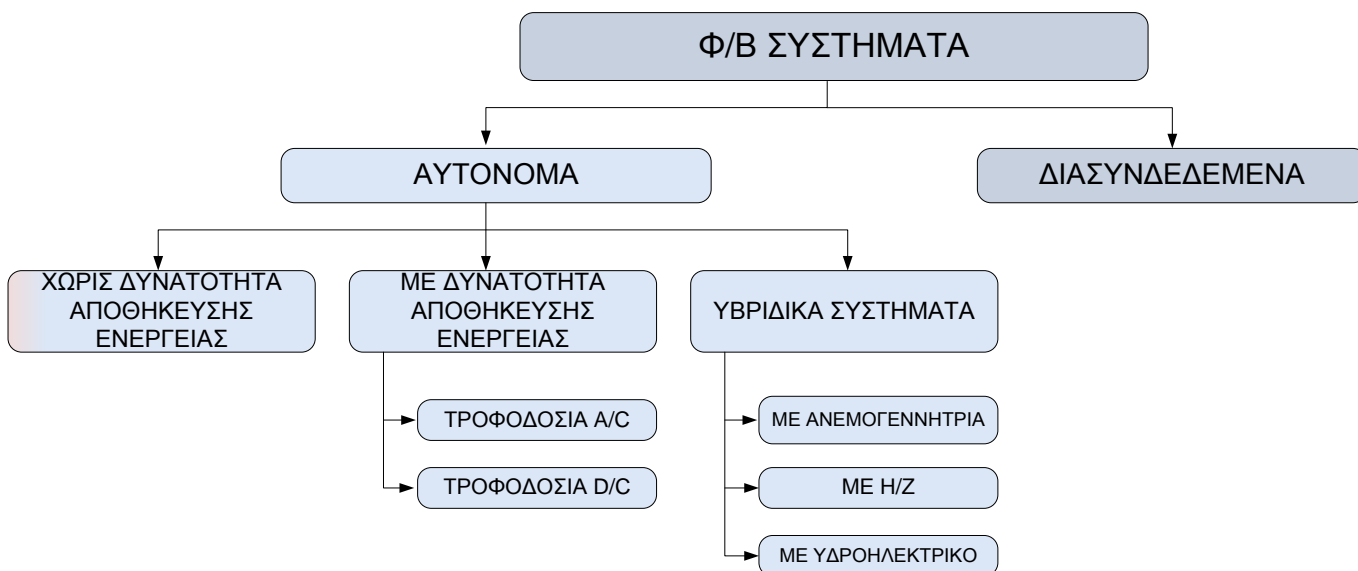 Φ/Β ΣΥΣΤΗΜΑΤΑ
ΑΥΤΟΝΟΜΑ
ΔΙΑΣΥΝΔΕΔΕΜΕΝΑ
ΧΩΡΙΣ ΔΥΝΑΤΟΤΗΤΑ
ΑΠΟΘΗΚΕΥΣΗΣ
ΕΝΕΡΓΕΙΑΣ
ΜΕ ΔΥΝΑΤΟΤΗΤΑ
ΑΠΟΘΗΚΕΥΣΗΣ
ΕΝΕΡΓΕΙΑΣ
ΥΒΡΙΔΙΚΑ ΣΥΣΤΗΜΑΤΑ
ΤΡΟΦΟΔΟΣΙΑ A/C
ΤΡΟΦΟΔΟΣΙΑ D/C
ΜΕ ΑΝΕΜΟΓΕΝΝΗΤΡΙΑ
ΜΕ Η/Ζ
ΜΕ ΥΔΡΟΗΛΕΚΤΡΙΚΟ